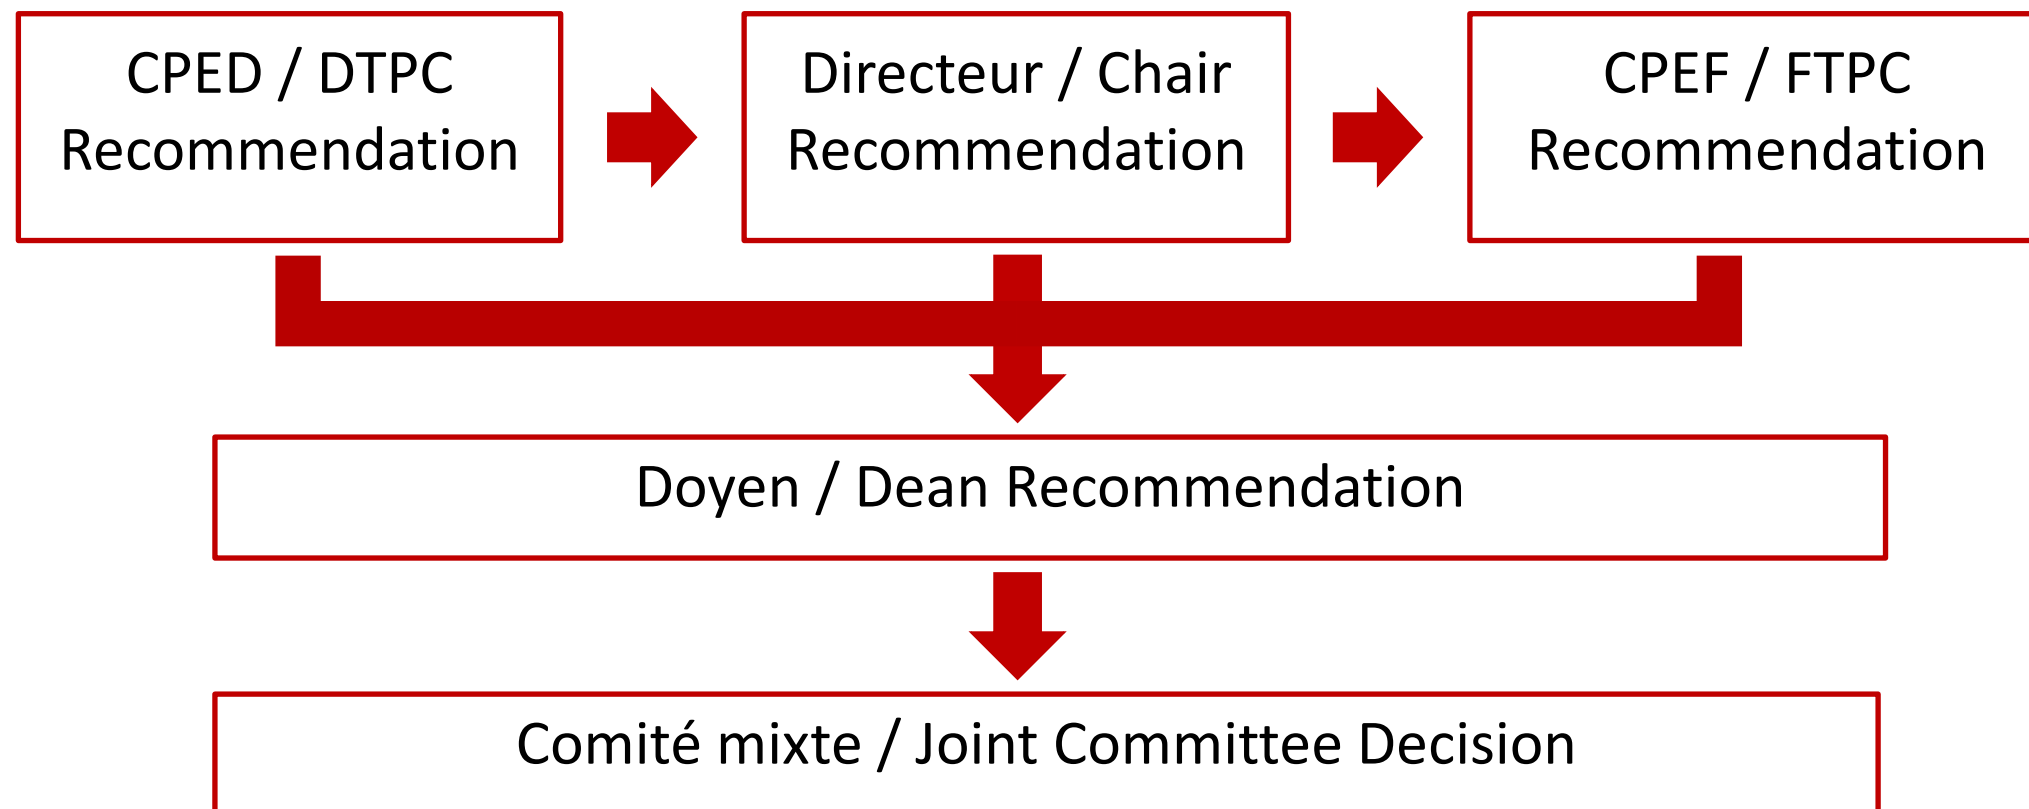 CPED / DTPC
Recommendation
Directeur / Chair
Recommendation
CPEF / FTPC
Recommendation
Doyen / Dean Recommendation
Comité mixte / Joint Committee Decision